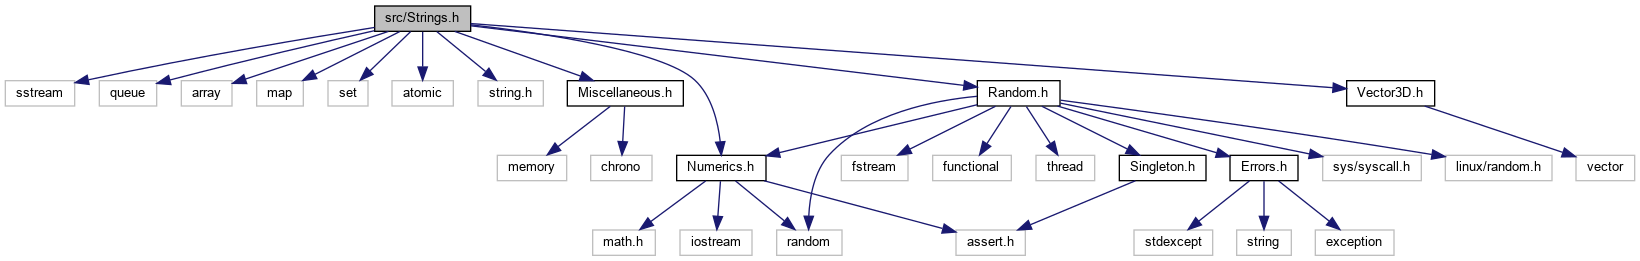 src/Strings.h
sstream
queue
array
map
set
atomic
string.h
Miscellaneous.h
Random.h
Vector3D.h
memory
chrono
Numerics.h
fstream
functional
thread
Singleton.h
Errors.h
sys/syscall.h
linux/random.h
vector
math.h
iostream
random
assert.h
stdexcept
string
exception